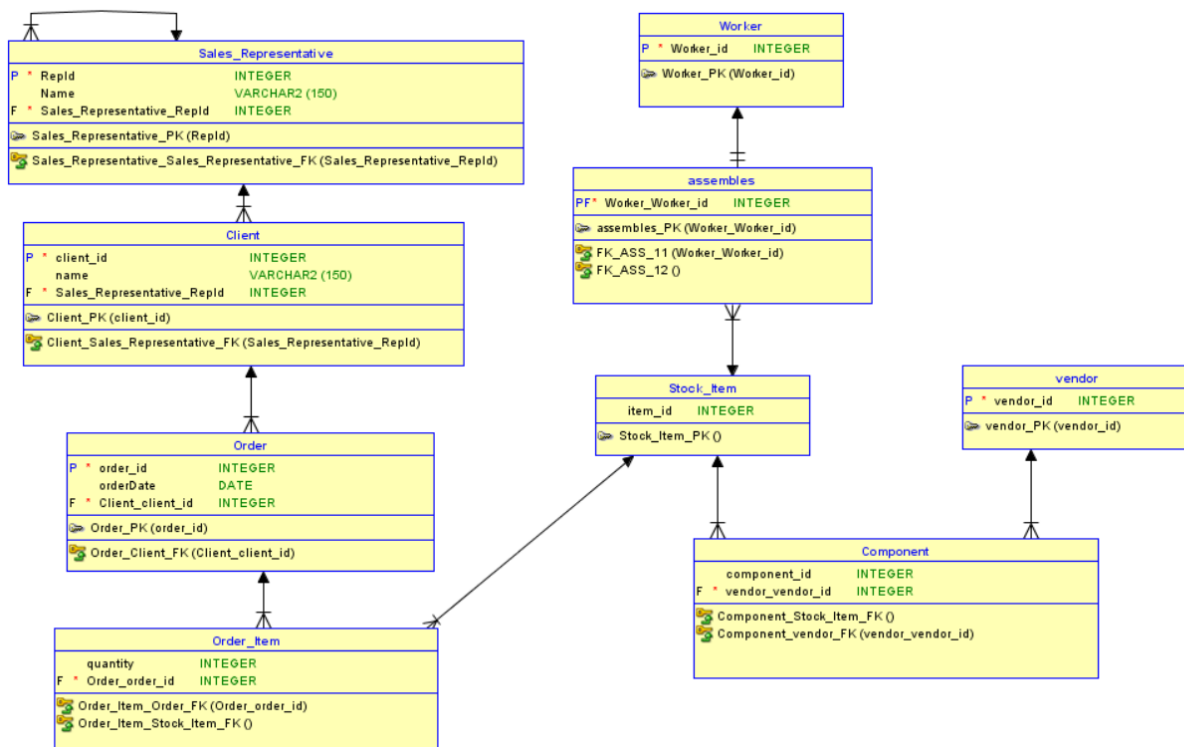 Sales_Representative
P * RepId INTEGER
Name VARCHAR2 (150)
F * Sales_Representative_RepId INTEGER
Sales_Representative_PK (RepId)
Sales_Representative_Sales_Representative_FK (Sales_Representative_RepId)
Client
P * client_id INTEGER
name VARCHAR2 (150)
F * Sales_Representative_RepId INTEGER
Client_PK (client_id)
Client_Sales_Representative_FK (Sales_Representative_RepId)
Order
P * order_id INTEGER
orderDate DATE
F * Client_client_id INTEGER
Order_PK (order_id)
Order_Client_FK (Client_client_id)
Order_Item
quantity INTEGER
F * Order_order_id INTEGER
Order_Item_Order_FK (Order_order_id)
Order_Item_Stock_Item_FK ()
Worker
P * Worker_id INTEGER
Worker_PK (Worker_id)
assembles
PF* Worker_Worker_id INTEGER
assembles_PK (Worker_Worker_id)
FK_ASS_11 (Worker_Worker_id)
FK_ASS_12 ()
Stock_Item
item_id INTEGER
Stock_Item_PK ()
vendor
P * vendor_id INTEGER
vendor_PK (vendor_id)
Component
component_id INTEGER
F * vendor_vendor_id INTEGER
Component_Stock_Item_FK ()
Component_vendor_FK (vendor_vendor_id)